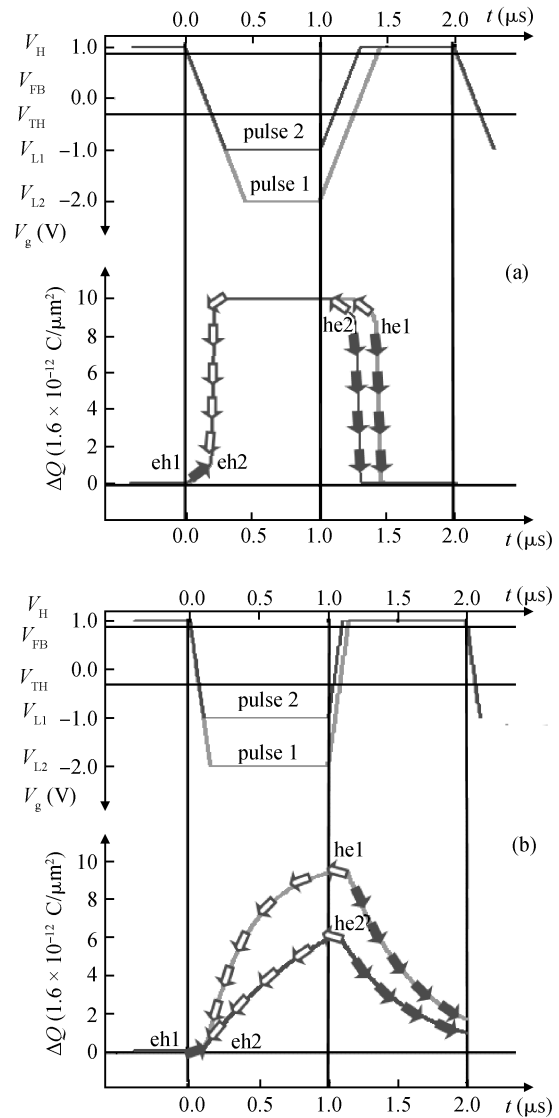 0.0 0.5 1.0 1.5 2.0 t (μs)
V_H 1.0
V_FB
0.0
V_TH
V_L1 −1.0
V_L2 −2.0
V_g (V)
pulse 2
pulse 1
(a)
ΔQ (1.6 × 10⁻¹² C/μm²)
10
8
6
4
2
0
eh1 eh2
he2 he1
0.0 0.5 1.0 1.5 2.0
t (μs)
0.0 0.5 1.0 1.5 2.0 t (μs)
V_H 1.0
V_FB
0.0
V_TH
V_L1 −1.0
V_L2 −2.0
V_g (V)
pulse 2
pulse 1
(b)
ΔQ (1.6 × 10⁻¹² C/μm²)
10
8
6
4
2
0
he1
he2
eh1 eh2
0.0 0.5 1.0 1.5 2.0
t (μs)